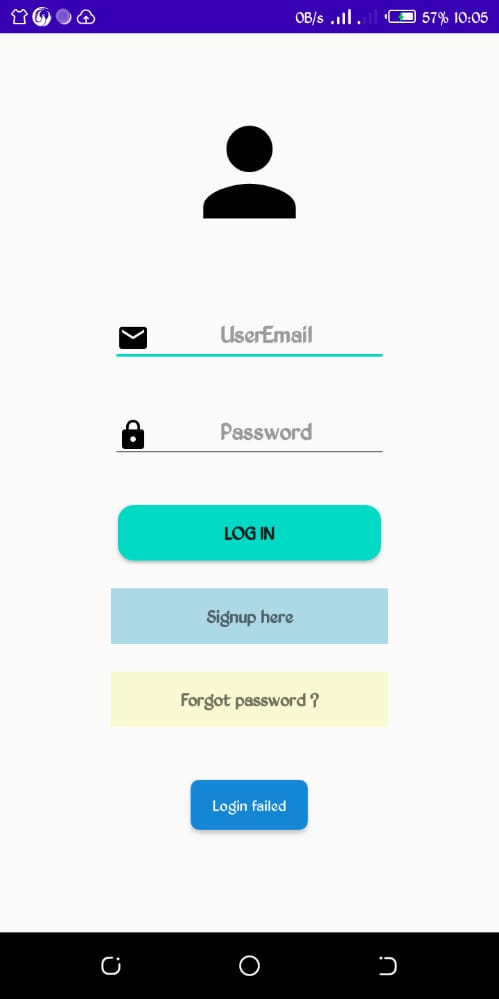 0B/s 57% 10:05
UserEmail
Password
LOG IN
Signup here
Forgot password ?
Login failed